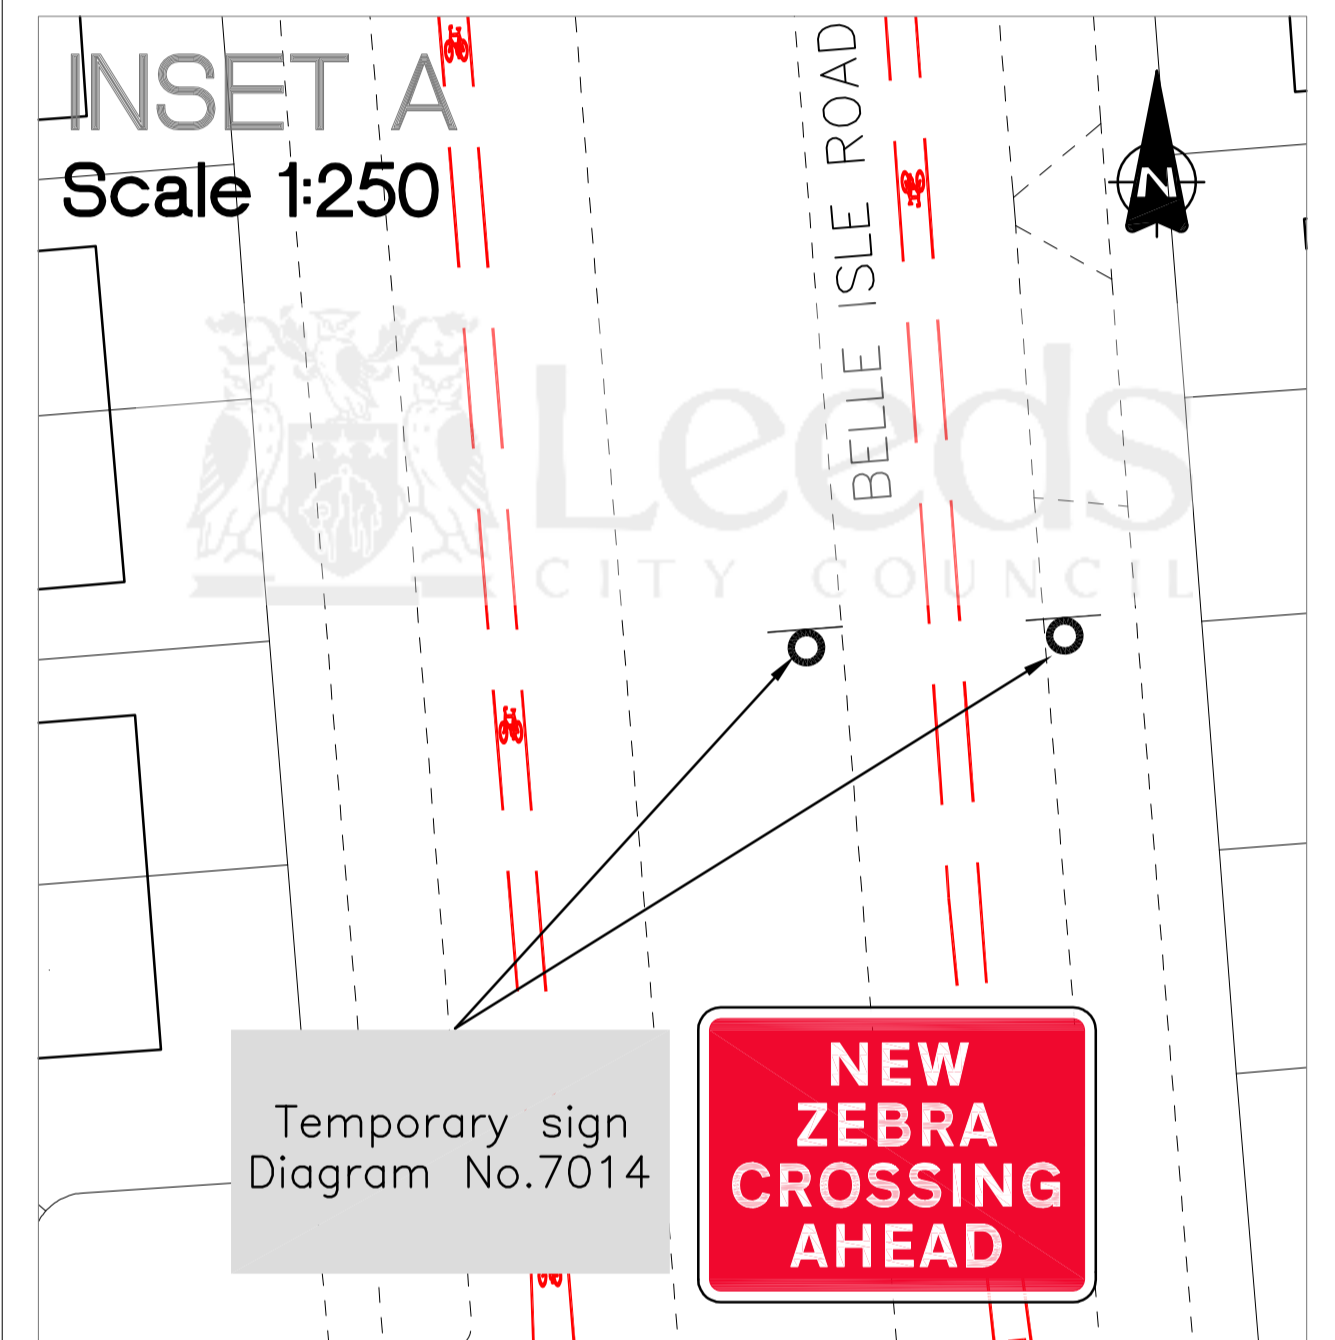 INSET A
Scale 1:250
BELLE ISLE ROAD
N
Leeds
CITY COUNCIL
Temporary sign
Diagram No.7014
NEW
ZEBRA
CROSSING
AHEAD